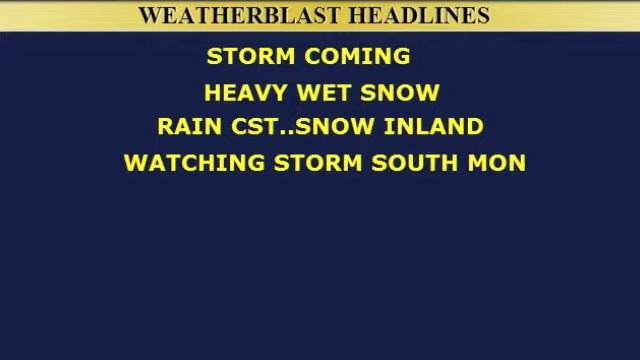 WEATHERBLAST HEADLINES
STORM COMING
HEAVY WET SNOW
RAIN CST..SNOW INLAND
WATCHING STORM SOUTH MON